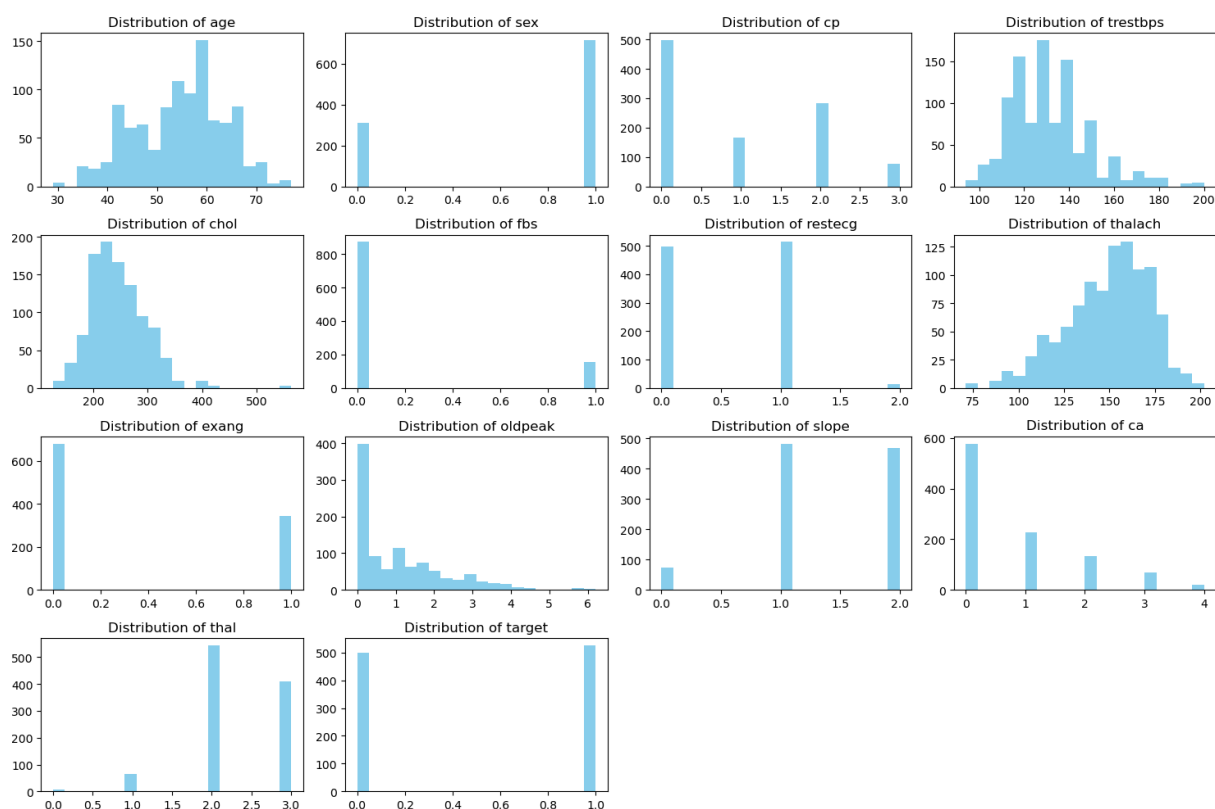 Distribution of age
150
100
50
0
30 40 50 60 70
Distribution of sex
600
400
200
0
0.0 0.2 0.4 0.6 0.8 1.0
Distribution of cp
500
400
300
200
100
0
0.0 0.5 1.0 1.5 2.0 2.5 3.0
Distribution of trestbps
150
100
50
0
100 120 140 160 180 200
Distribution of chol
200
150
100
50
0
200 300 400 500
Distribution of fbs
800
600
400
200
0
0.0 0.2 0.4 0.6 0.8 1.0
Distribution of restecg
500
400
300
200
100
0
0.0 0.5 1.0 1.5 2.0
Distribution of thalach
125
100
75
50
25
0
75 100 125 150 175 200
Distribution of exang
600
400
200
0
0.0 0.2 0.4 0.6 0.8 1.0
Distribution of oldpeak
400
300
200
100
0
0 1 2 3 4 5 6
Distribution of slope
500
400
300
200
100
0
0.0 0.5 1.0 1.5 2.0
Distribution of ca
600
400
200
0
0 1 2 3 4
Distribution of thal
500
400
300
200
100
0
0.0 0.5 1.0 1.5 2.0 2.5 3.0
Distribution of target
500
400
300
200
100
0
0.0 0.2 0.4 0.6 0.8 1.0